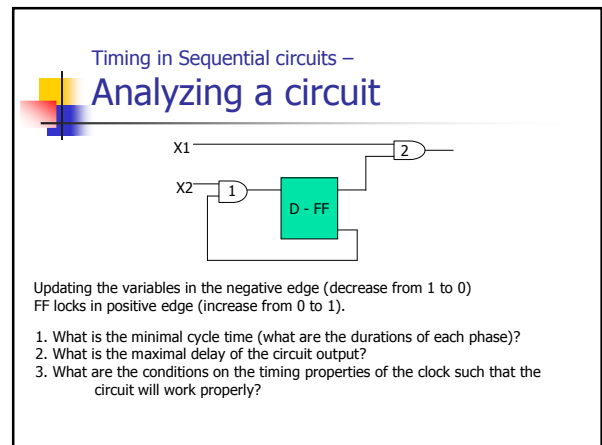 Timing in Sequential circuits –
Analyzing a circuit
X1
2
X2
1
D - FF
Updating the variables in the negative edge (decrease from 1 to 0)
FF locks in positive edge (increase from 0 to 1).
1. What is the minimal cycle time (what are the durations of each phase)?
2. What is the maximal delay of the circuit output?
3. What are the conditions on the timing properties of the clock such that the
circuit will work properly?